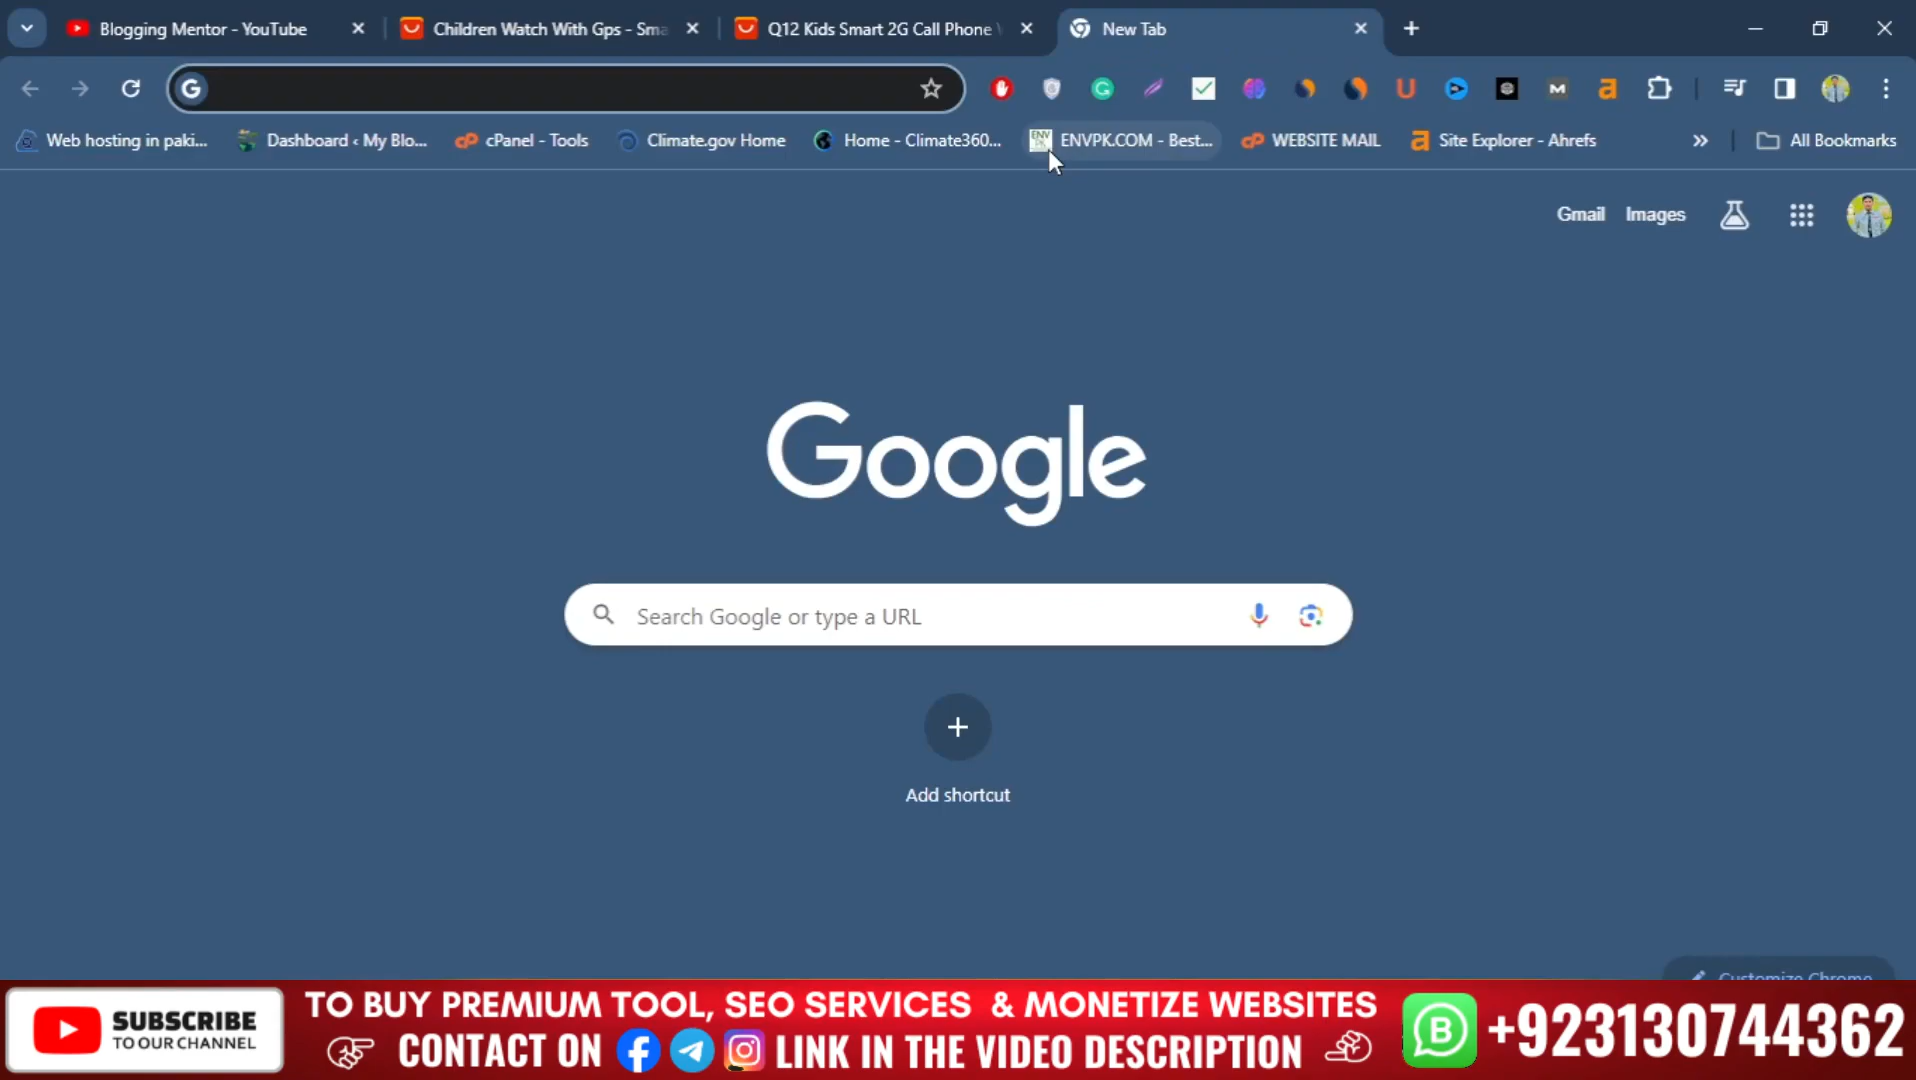 Blogging Mentor - YouTube
Children Watch With Gps - Sma
Q12 Kids Smart 2G Call Phone
New Tab
Web hosting in paki...
Dashboard ‹ My Blo...
cPanel - Tools
Climate.gov Home
Home - Climate360...
ENVPK.COM - Best...
WEBSITE MAIL
Site Explorer - Ahrefs
All Bookmarks
Gmail
Images
Google
Search Google or type a URL
Add shortcut
Customize Chrome
SUBSCRIBE
TO OUR CHANNEL
TO BUY PREMIUM TOOL, SEO SERVICES & MONETIZE WEBSITES
CONTACT ON LINK IN THE VIDEO DESCRIPTION
+923130744362